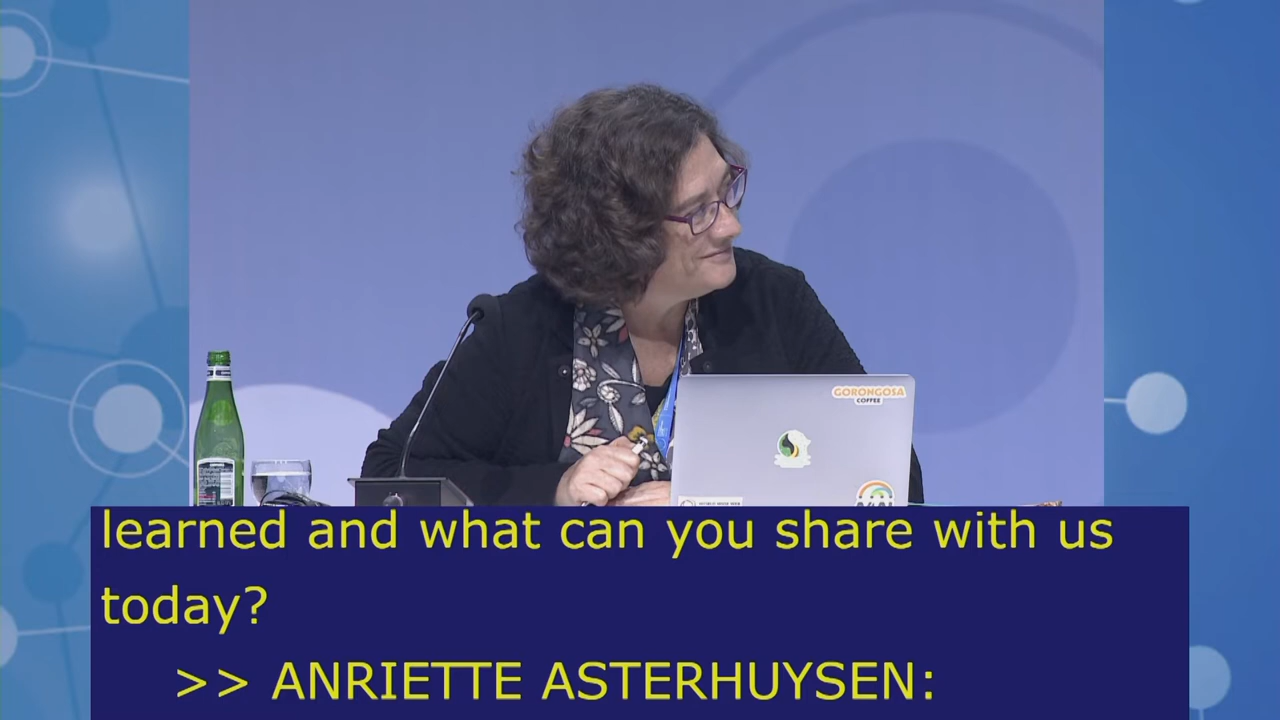 GORONGOSA
COFFEE
learned and what can you share with us
today?
>> ANRIETTE ASTERHUYSEN: